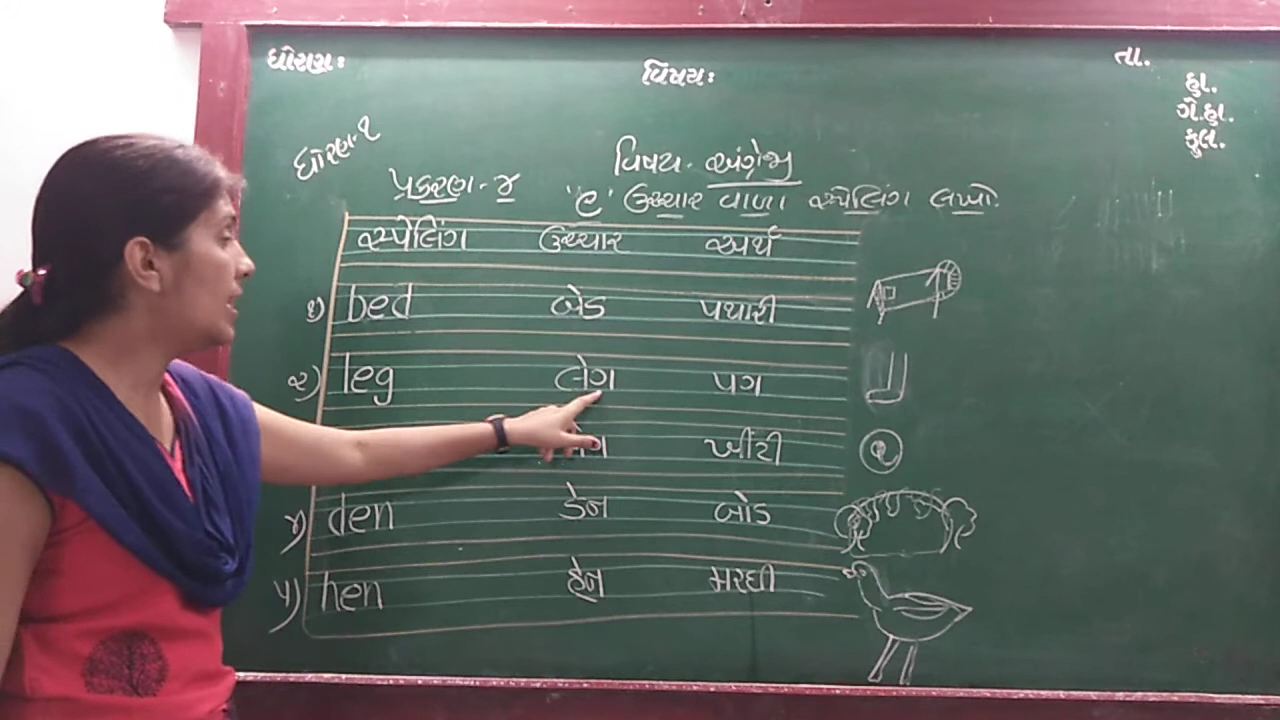 ધોરણઃ વિષયઃ તા.
હા.
ગે.હા.
કુલ.
ધોરણ-૧
વિષય- અંગ્રેજી
પ્રકરણ-૪ 'e' ઉચ્ચાર વાળા સ્પેલિંગ લખો.
સ્પેલિંગ ઉચ્ચાર અર્થ
૧) bed બેડ પથારી
૨) leg લેગ પગ
ખીંટી
૪) den ડેન બોડ
૫) hen હેન મરઘી